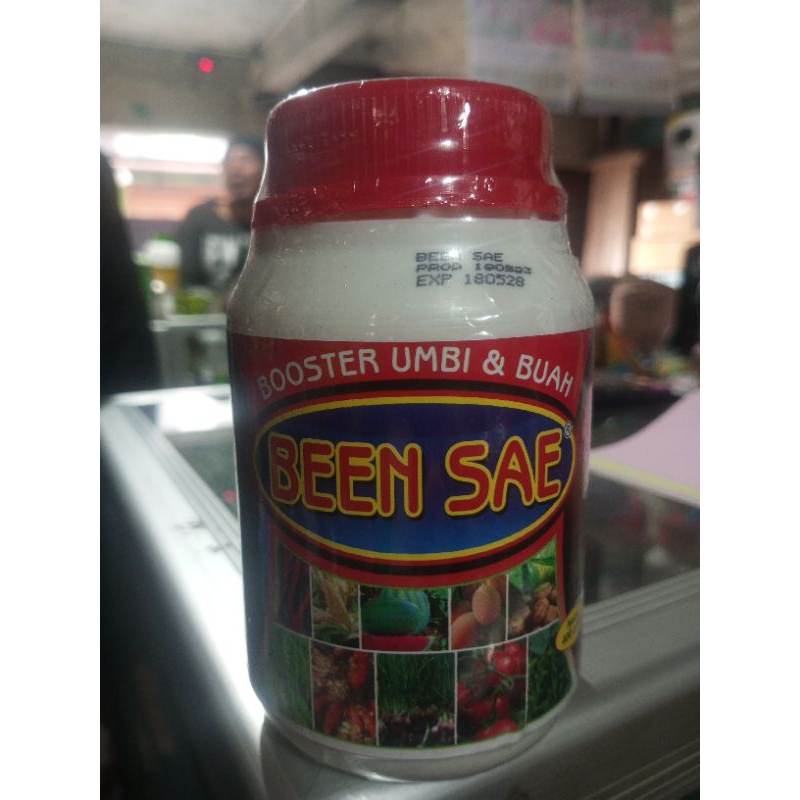 BEEN SAE
PROD 180523
EXP 180528
BOOSTER UMBI & BUAH
BEEN SAE®